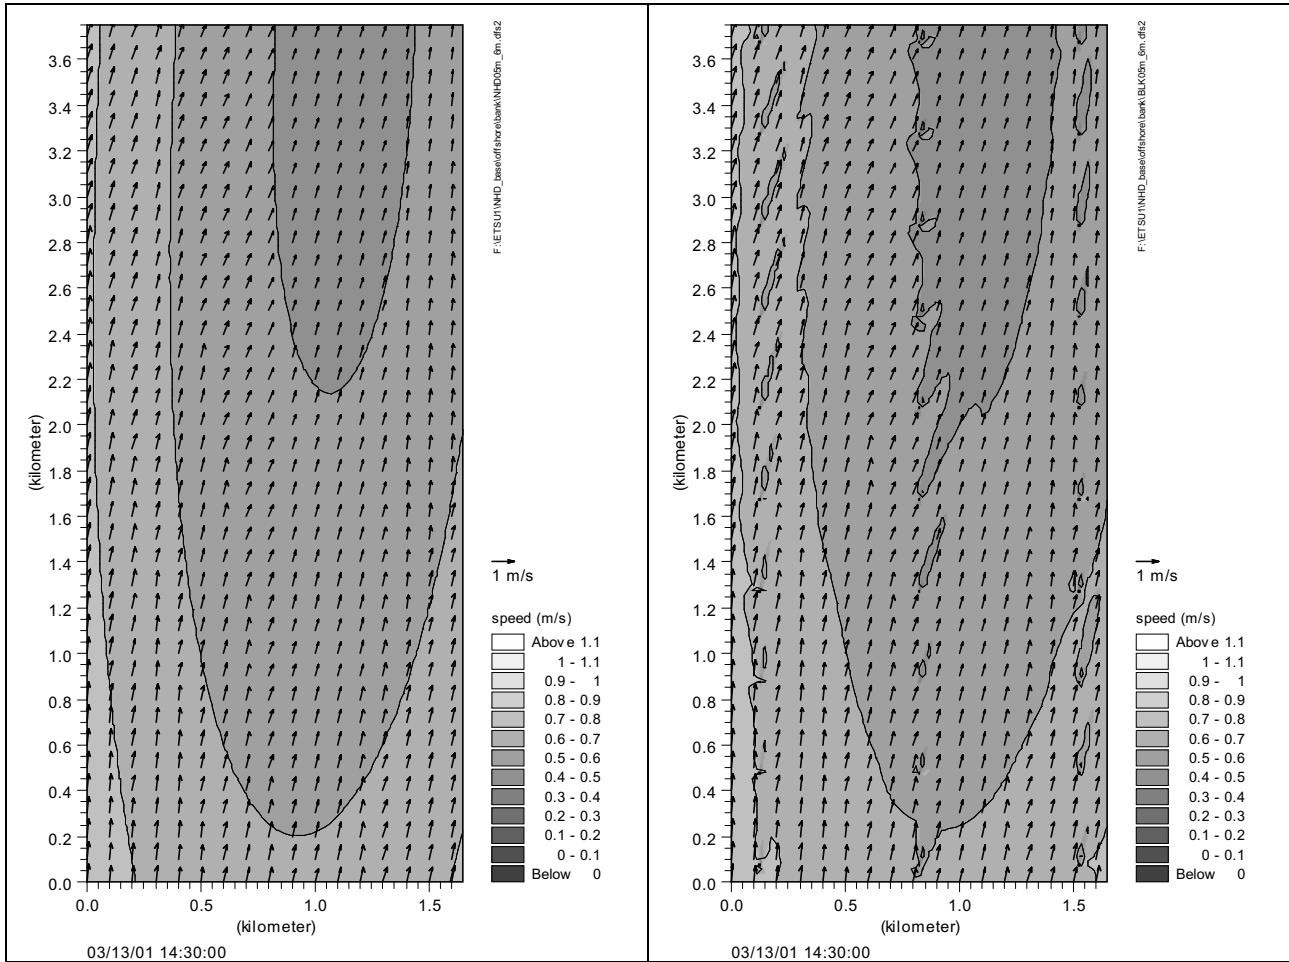 3.6
3.4
3.2
3.0
2.8
2.6
2.4
2.2
2.0
1.8
1.6
1.4
1.2
1.0
0.8
0.6
0.4
0.2
0.0
(kilometer)
0.0 0.5 1.0 1.5
(kilometer)
03/13/01 14:30:00
F:\ETSU1\NHD_base\offshore\bank\NHD05m_6m.dfs2
1 m/s
speed (m/s)
Above 1.1
1 - 1.1
0.9 - 1
0.8 - 0.9
0.7 - 0.8
0.6 - 0.7
0.5 - 0.6
0.4 - 0.5
0.3 - 0.4
0.2 - 0.3
0.1 - 0.2
0 - 0.1
Below 0
3.6
3.4
3.2
3.0
2.8
2.6
2.4
2.2
2.0
1.8
1.6
1.4
1.2
1.0
0.8
0.6
0.4
0.2
0.0
(kilometer)
0.0 0.5 1.0 1.5
(kilometer)
03/13/01 14:30:00
F:\ETSU1\NHD_base\offshore\bank\BLK05m_6m.dfs2
1 m/s
speed (m/s)
Above 1.1
1 - 1.1
0.9 - 1
0.8 - 0.9
0.7 - 0.8
0.6 - 0.7
0.5 - 0.6
0.4 - 0.5
0.3 - 0.4
0.2 - 0.3
0.1 - 0.2
0 - 0.1
Below 0